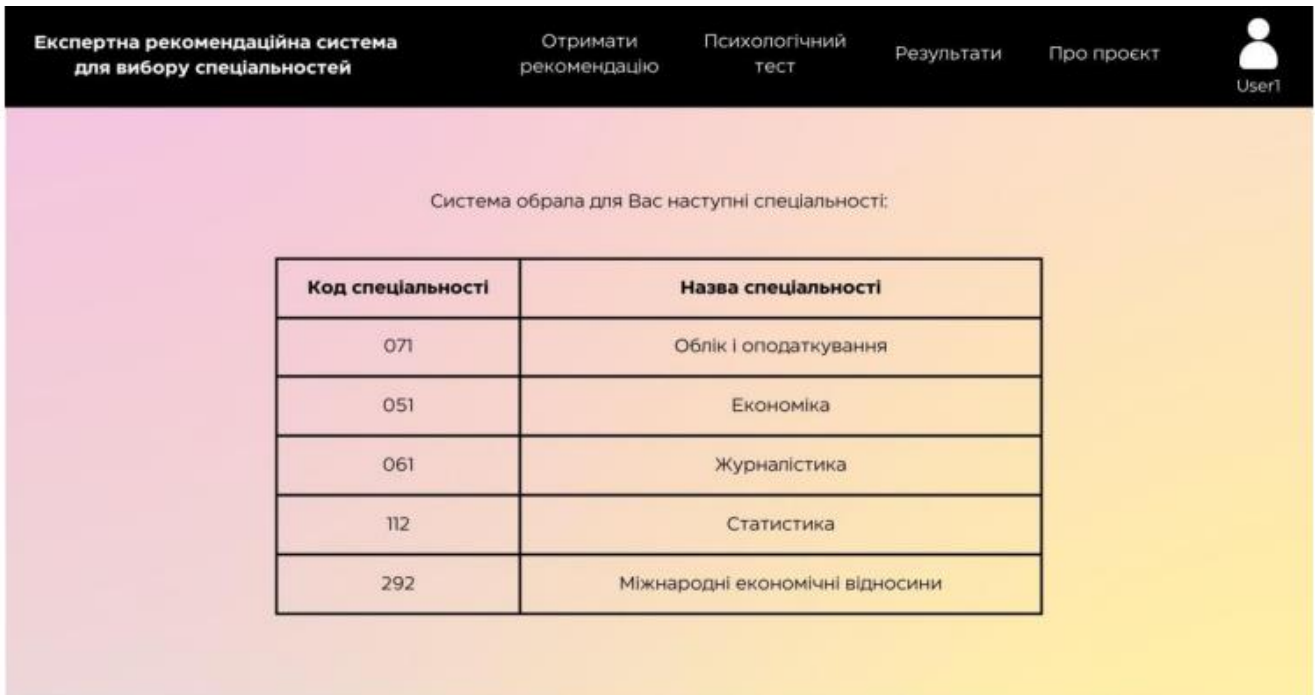 Експертна рекомендаційна система
для вибору спеціальностей
Отримати
рекомендацію
Психологічний
тест
Результати
Про проєкт
User1
Система обрала для Вас наступні спеціальності:
Код спеціальності Назва спеціальності
071 Облік і оподаткування
051 Економіка
061 Журналістика
112 Статистика
292 Міжнародні економічні відносини